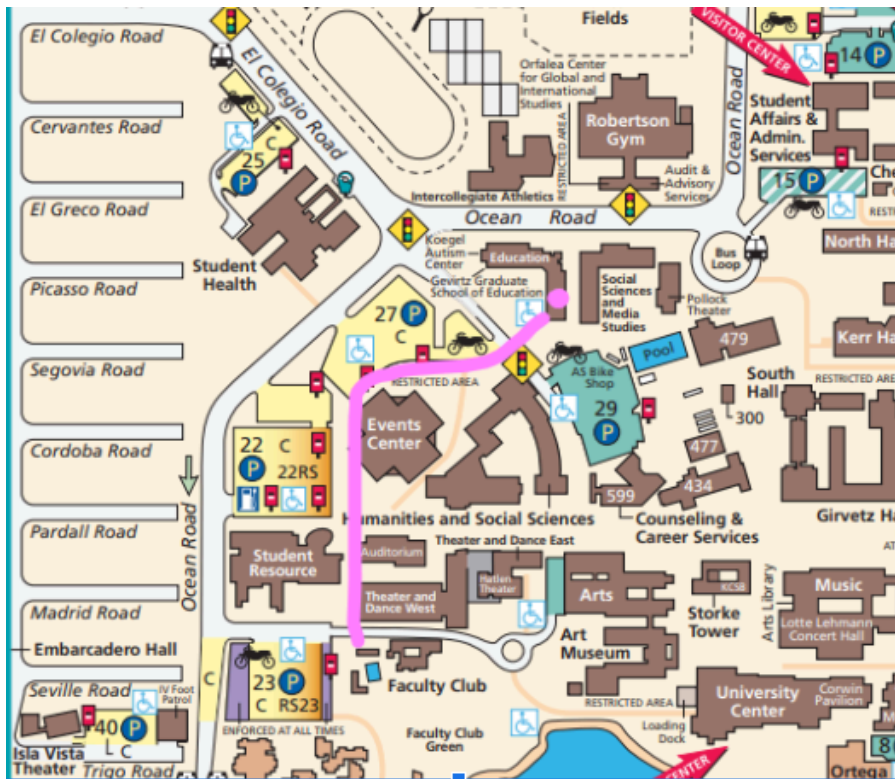 El Colegio Road
Fields
VISITOR CENTER
14 P
El Colegio Road
Orfalea Center
for Global and
International
Studies
RESTRICTED AREA
Robertson
Gym
Ocean Road
Student
Affairs &
Admin.
Services
Cervantes Road
C
25
P
El Greco Road
Intercollegiate Athletics
Audit &
Advisory
Services
15 P
Che
RESTR
Ocean Road
Koegel
Autism
Center
Education
Gevirtz Graduate
School of Education
Bus
Loop
North Hall
Student
Health
Picasso Road
Social
Sciences
and
Media
Studies
Pollock
Theater
27 P
C
Pool
479
Kerr Ha
Segovia Road
RESTRICTED AREA
AS Bike
Shop
South
Hall
RESTRICTED ARE
300
Events
Center
29
P
Cordoba Road
22 C
P 22RS
477
434
599
Humanities and Social Sciences
Counseling &
Career Services
Girvetz Ha
Ocean Road
Pardall Road
Theater and Dance East
AT
Student
Resource
Auditorium
Hatlen
Theater
Arts
KCSB
Music
Arts Library
Lotte Lehmann
Concert Hall
Theater and
Dance West
Storke
Tower
Madrid Road
Embarcadero Hall
Art
Museum
C
23 P
C RS23
Faculty Club
Seville Road
IV Foot
Patrol
RESTRICTED AREA
University
Center
Corwin
Pavilion
40 P
L C
ENFORCED AT ALL TIMES
Faculty Club
Green
Loading
Dock
Isla Vista
Theater
Trigo Road
CENTER
8
Ortega